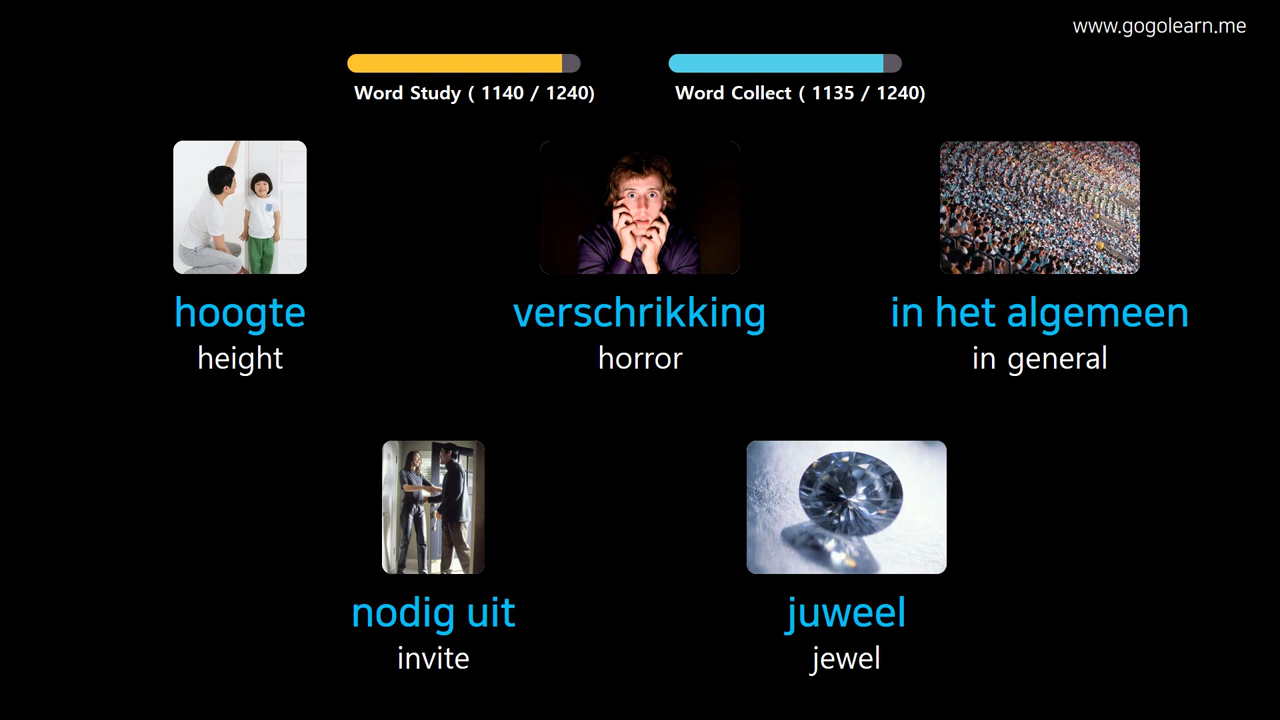 www.gogolearn.me
Word Study ( 1140 / 1240)
Word Collect ( 1135 / 1240)
hoogte
height
verschrikking
horror
in het algemeen
in general
nodig uit
invite
juweel
jewel